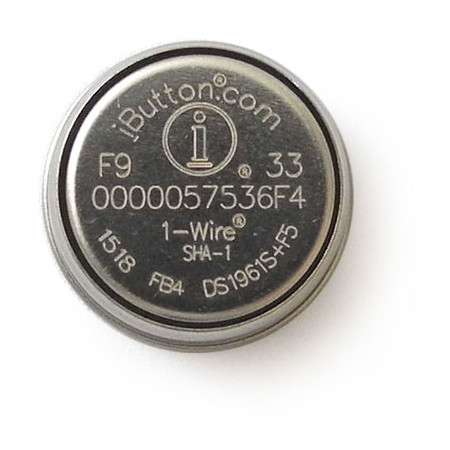 iButton®.com
i ®
F9 33
0000057536F4
1-Wire®
SHA-1
1518 FB4 DS1961S+F5